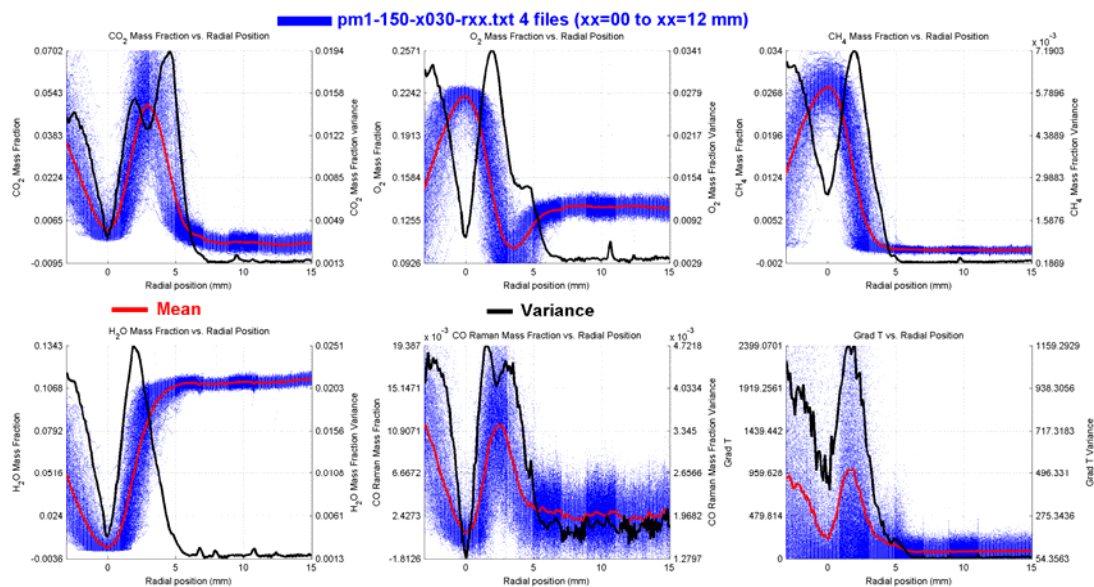 pm1-150-x030-rxx.txt 4 files (xx=00 to xx=12 mm)
CO2 Mass Fraction vs. Radial Position
0.0702
0.0543
0.0383
0.0224
0.0065
-0.0095
CO2 Mass Fraction
0.0194
0.0158
0.0122
0.0085
0.0049
0.0013
CO2 Mass Fraction variance
0 5 10 15
Radial position (mm)
O2 Mass Fraction vs. Radial Position
0.2571
0.2242
0.1913
0.1584
0.1255
0.0926
O2 Mass Fraction
0.0341
0.0279
0.0217
0.0154
0.0092
0.0029
O2 Mass Fraction Variance
0 5 10 15
Radial position (mm)
CH4 Mass Fraction vs. Radial Position
x 10-3
0.034
0.0268
0.0196
0.0124
0.0052
-0.002
CH4 Mass Fraction
7.1903
5.7896
4.3889
2.9883
1.5876
0.1869
CH4 Mass Fraction Variance
0 5 10 15
Radial position (mm)
Mean
Variance
H2O Mass Fraction vs. Radial Position
0.1343
0.1068
0.0792
0.0516
0.024
-0.0036
H2O Mass Fraction
0.0251
0.0203
0.0108
0.0061
0.0013
H2O Mass Fraction Variance
0 5 10 15
Radial position (mm)
x 10-3
CO Raman Mass Fraction vs. Radial Position
x 10-3
19.387
15.1471
10.9071
6.6672
2.4273
-1.8126
CO Raman Mass Fraction
4.7218
4.0334
3.345
2.6566
1.9682
1.2797
CO Raman Mass Fraction Variance
0 5 10 15
Radial position (mm)
Grad T vs. Radial Position
2399.0701
1919.2561
1439.442
959.628
479.814
0
Grad T
1159.2929
938.3056
717.3183
496.331
275.3436
54.3563
Grad T Variance
0 5 10 15
Radial position (mm)